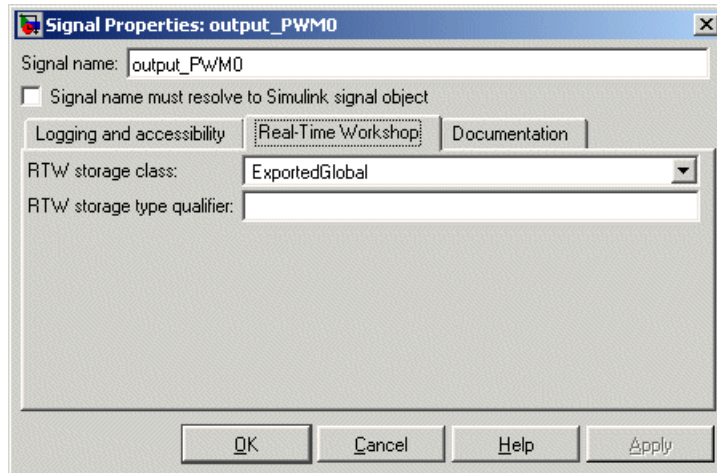 Signal Properties: output_PWM0
Signal name: output_PWM0
Signal name must resolve to Simulink signal object
Logging and accessibility Real-Time Workshop Documentation
RTW storage class: ExportedGlobal
RTW storage type qualifier:
OK Cancel Help Apply